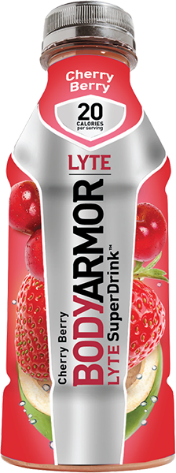 Cherry
Berry
20
CALORIES
per serving
LYTE
Cherry Berry
BODYARMOR
LYTE SuperDrink™